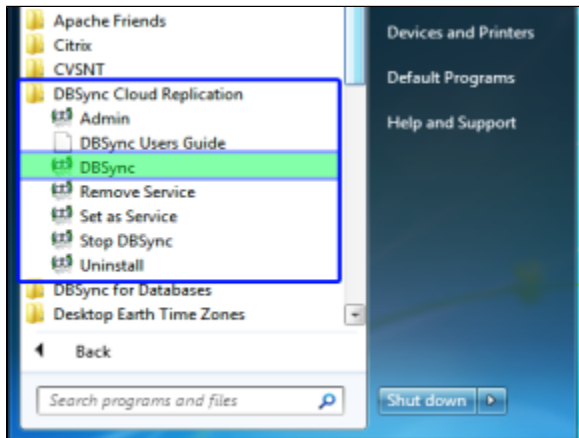 Apache Friends
Citrix
CVSNT
DBSync Cloud Replication
Admin
DBSync Users Guide
DBSync
Remove Service
Set as Service
Stop DBSync
Uninstall
DBSync for Databases
Desktop Earth Time Zones
Back
Search programs and files
Devices and Printers
Default Programs
Help and Support
Shut down